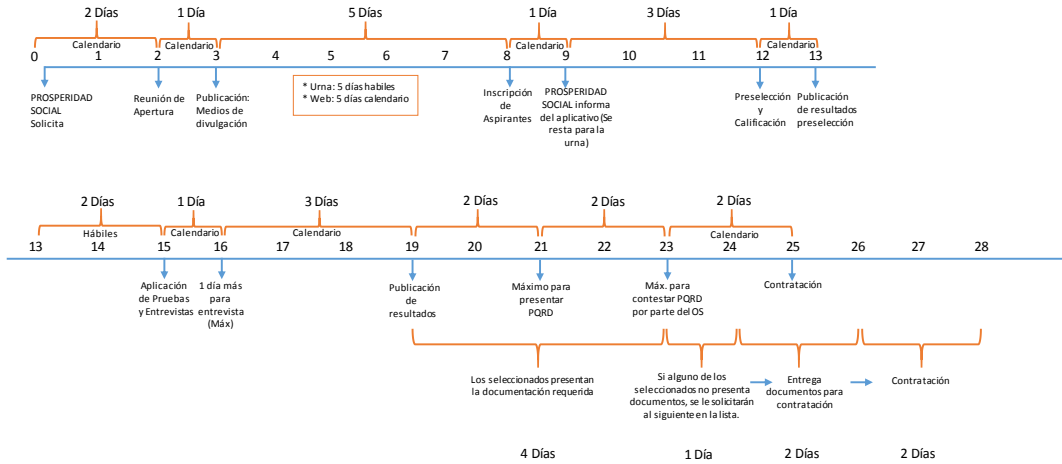 2 Días
1 Día
5 Días
1 Día
3 Días
1 Día
Calendario
Calendario
Calendario
Calendario
0 1 2 3 4 5 6 7 8 9 10 11 12 13
PROSPERIDAD
SOCIAL
Solicita
Reunión de
Apertura
Publicación:
Medios de
divulgación
* Urna: 5 días habiles
* Web: 5 días calendario
Inscripción
de
Aspirantes
PROSPERIDAD
SOCIAL informa
del aplicativo (Se
resta para la
urna)
Preselección
y
Calificación
Publicación
de resultados
preselección
2 Días
1 Día
3 Días
2 Días
2 Días
2 Días
Hábiles
Calendario
Calendario
Calendario
13 14 15 16 17 18 19 20 21 22 23 24 25 26 27 28
Aplicación
de Pruebas
y Entrevistas
1 día más
para
entrevista
(Máx)
Publicación
de
resultados
Máximo para
presentar
PQRD
Máx. para
contestar PQRD
por parte del OS
Contratación
Los seleccionados presentan
la documentación requerida
Si alguno de los
seleccionados no presenta
documentos, se le solicitarán
al siguiente en la lista.
Entrega
documentos para
contratación
Contratación
4 Días
1 Día
2 Días
2 Días